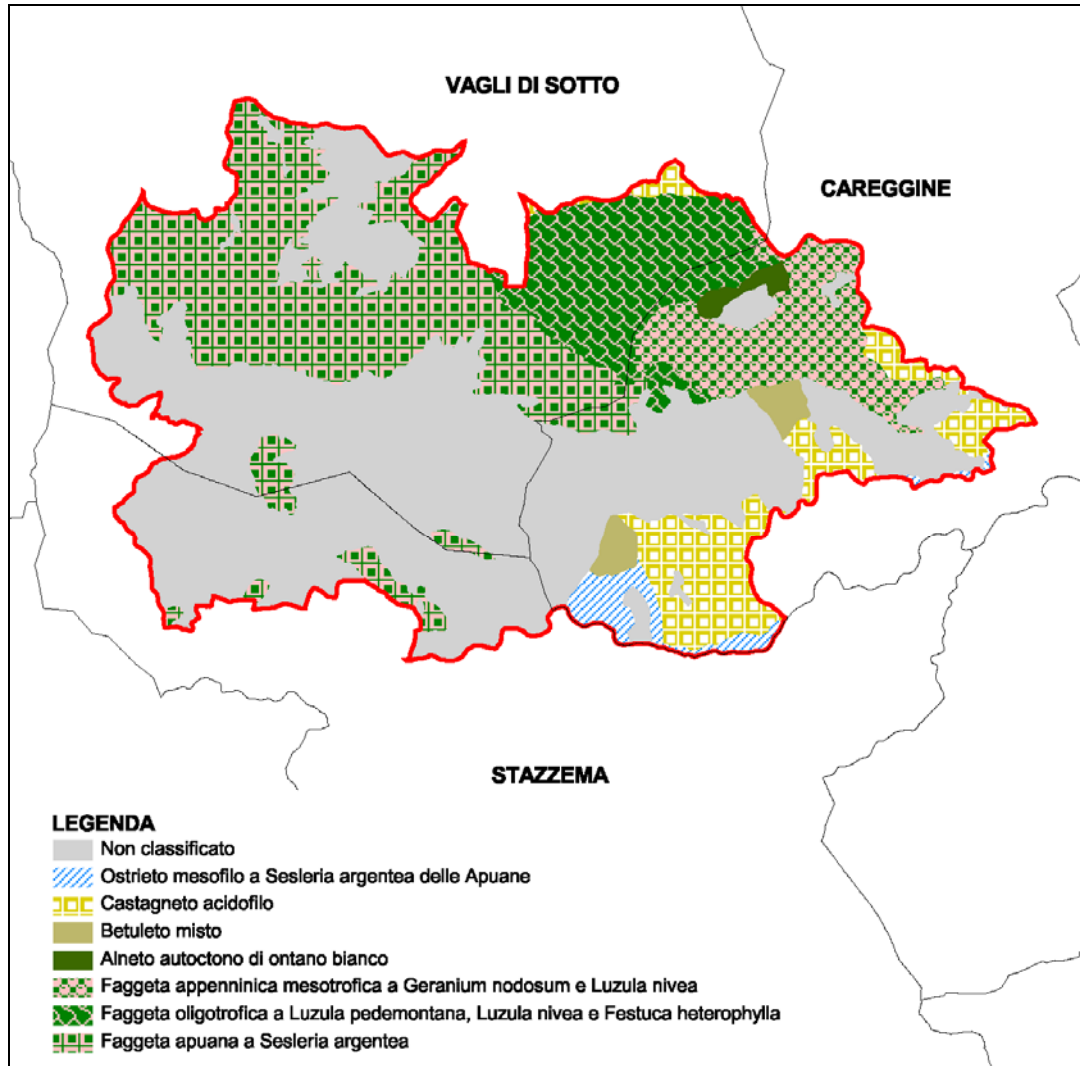 VAGLI DI SOTTO
CAREGGINE
STAZZEMA
LEGENDA
Non classificato
Ostrieto mesofilo a Sesleria argentea delle Apuane
Castagneto acidofilo
Betuleto misto
Alneto autoctono di ontano bianco
Faggeta appenninica mesotrofica a Geranium nodosum e Luzula nivea
Faggeta oligotrofica a Luzula pedemontana, Luzula nivea e Festuca heterophylla
Faggeta apuana a Sesleria argentea